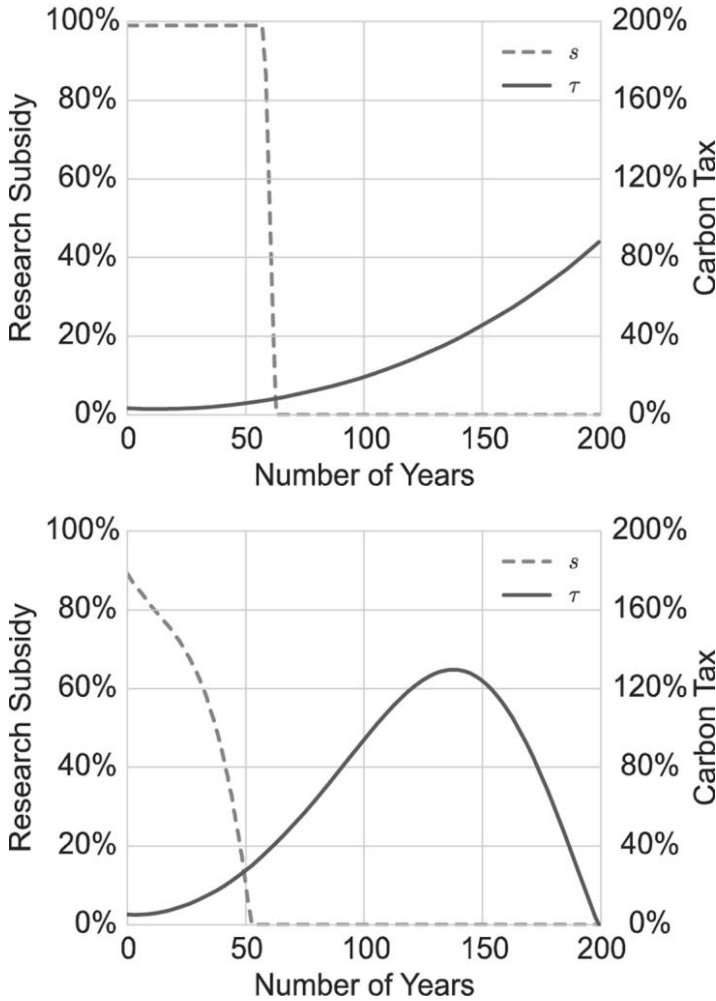 100% 200%
s
τ
80% 160%
60% 120%
40% 80%
20% 40%
0% 0%
0 50 100 150 200
Number of Years
Research Subsidy
Carbon Tax
100% 200%
s
τ
80% 160%
60% 120%
40% 80%
20% 40%
0% 0%
0 50 100 150 200
Number of Years
Research Subsidy
Carbon Tax